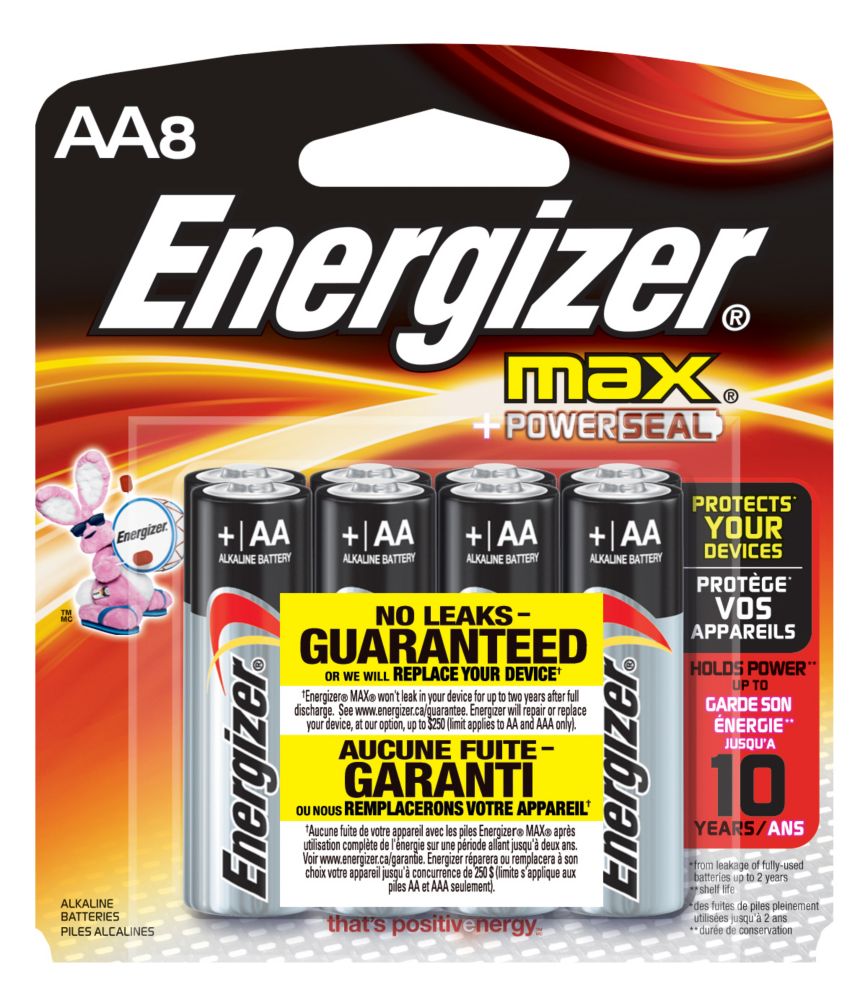 AA8
Energizer®
max®
+POWERSEAL
Energizer®
TM
MC
+|AA
ALKALINE BATTERY
+|AA
ALKALINE BATTERY
+|AA
ALKALINE BATTERY
+|AA
ALKALINE BATTERY
Energizer®
Energizer®
NO LEAKS–
GUARANTEED
OR WE WILL REPLACE YOUR DEVICE†
†Energizer® MAX® won't leak in your device for up to two years after full
discharge. See www.energizer.ca/guarantee. Energizer will repair or replace
your device, at our option, up to $250 (limit applies to AA and AAA only).
AUCUNE FUITE–
GARANTI
OU NOUS REMPLACERONS VOTRE APPAREIL†
†Aucune fuite de votre appareil avec les piles Energizer® MAX® après
utilisation complète de l'énergie sur une période allant jusqu'à deux ans.
Voir www.energizer.ca/garantie. Energizer réparera ou remplacera à son
choix votre appareil jusqu'à concurrence de 250 $ (limite s'applique aux
piles AA et AAA seulement).
PROTECTS*
YOUR
DEVICES
PROTÈGE*
VOS
APPAREILS
HOLDS POWER**
UP TO
GARDE SON
ÉNERGIE**
JUSQU'A
10
YEARS/ANS
*from leakage of fully-used
batteries up to 2 years
**shelf life
*des fuites de piles pleinement
utilisées jusqu'à 2 ans
**durée de conservation
ALKALINE
BATTERIES
PILES ALCALINES
that's positivenergy